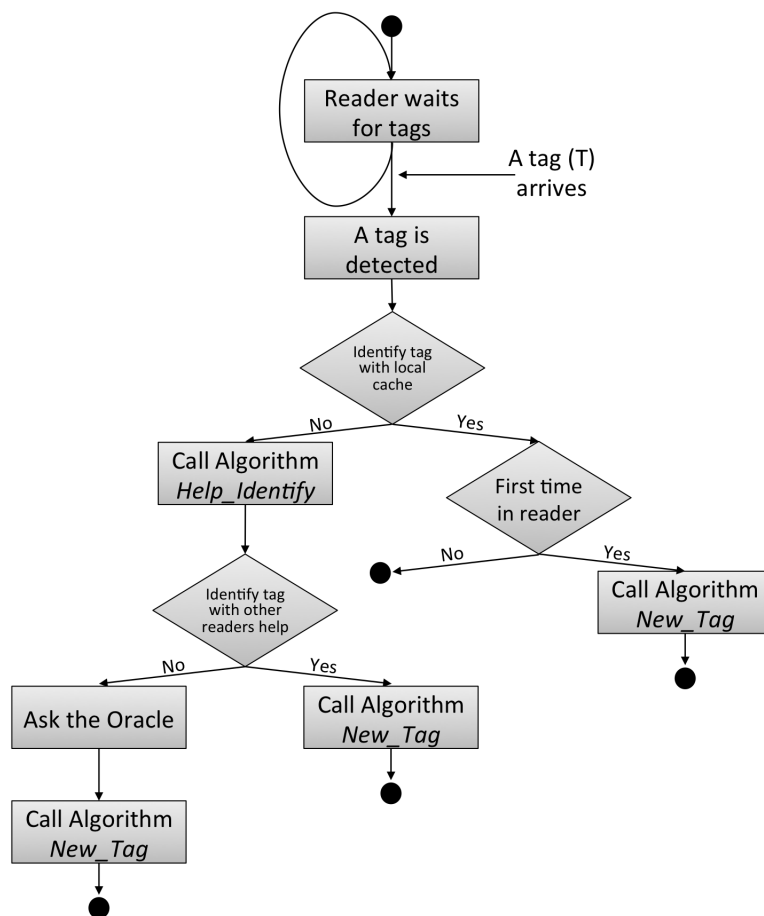 Reader waits
for tags
A tag (T)
arrives
A tag is
detected
Identify tag
with local
cache
No
Yes
Call Algorithm
Help_Identify
First time
in reader
No
Yes
Call Algorithm
New_Tag
Identify tag
with other
readers help
No
Yes
Ask the Oracle
Call Algorithm
New_Tag
Call Algorithm
New_Tag